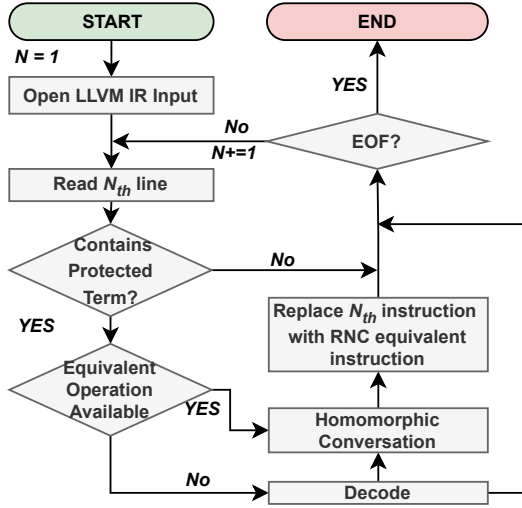 START
END
N = 1
YES
Open LLVM IR Input
No
N+=1
EOF?
Read Nth line
Contains
Protected
Term?
No
YES
Replace Nth instruction
with RNC equivalent
instruction
Equivalent
Operation
Available
YES
Homomorphic
Conversation
No
Decode